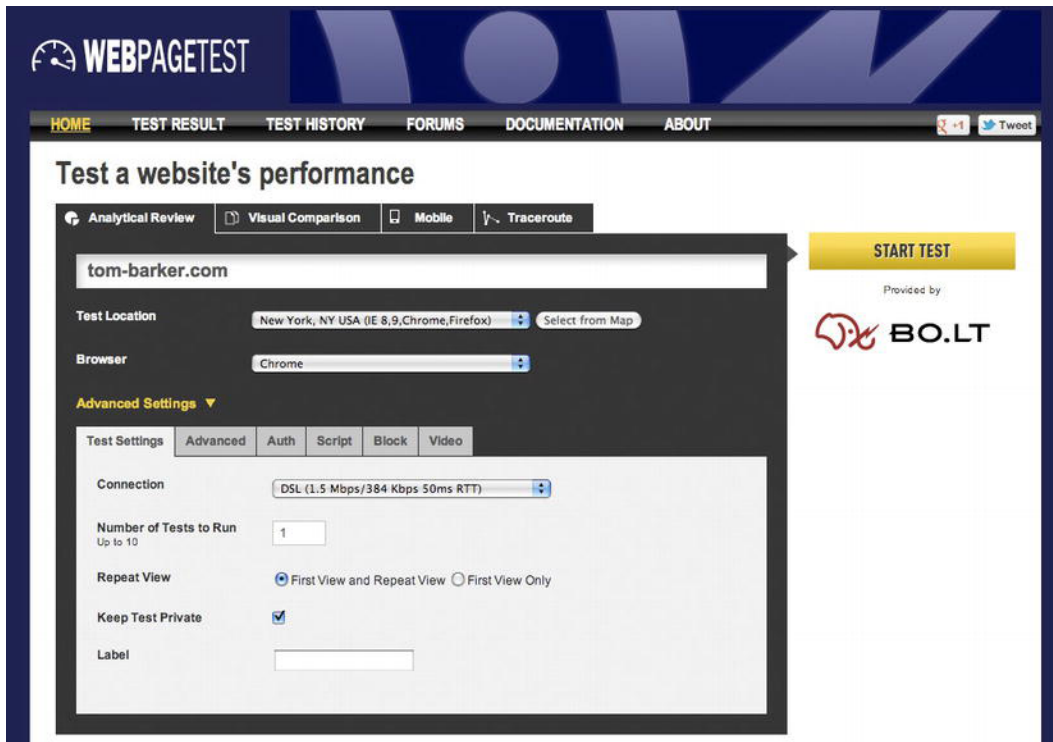 WEBPAGETEST
HOME TEST RESULT TEST HISTORY FORUMS DOCUMENTATION ABOUT +1 Tweet
Test a website's performance
Analytical Review Visual Comparison Mobile Traceroute
START TEST
tom-barker.com
Provided by
Test Location New York, NY USA (IE 8,9,Chrome,Firefox) Select from Map
BO.LT
Browser Chrome
Advanced Settings ▼
Test Settings Advanced Auth Script Block Video
Connection DSL (1.5 Mbps/384 Kbps 50ms RTT)
Number of Tests to Run 1
Up to 10
Repeat View First View and Repeat View First View Only
Keep Test Private
Label